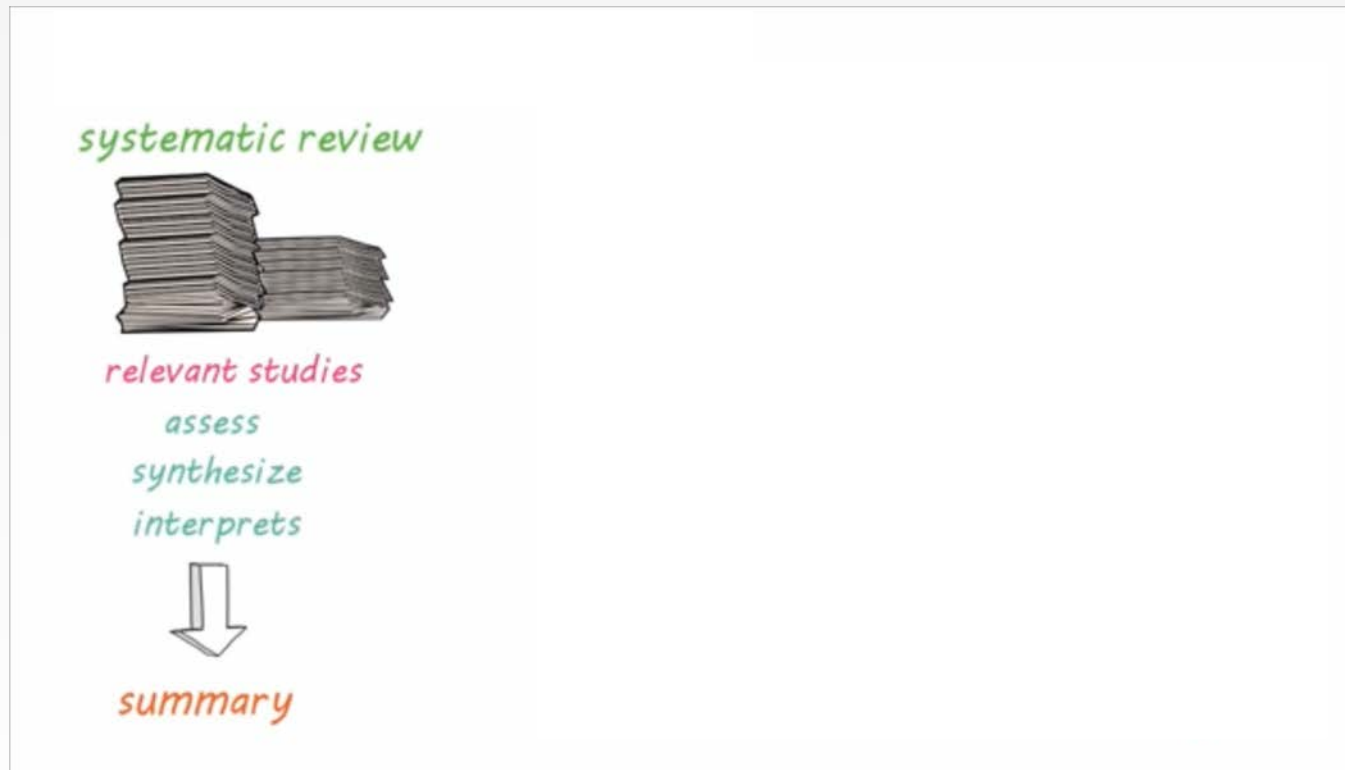 systematic review
relevant studies
assess
synthesize
interprets
summary